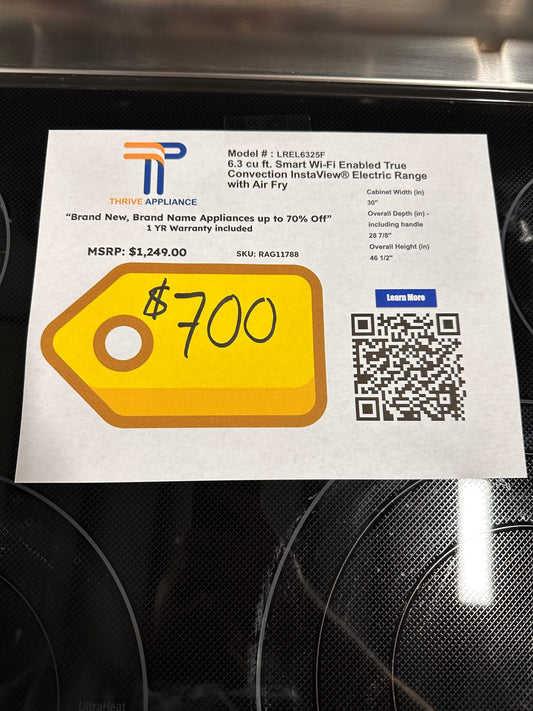 THRIVE APPLIANCE
Model # : LREL6325F
6.3 cu ft. Smart Wi-Fi Enabled True
Convection InstaView® Electric Range
with Air Fry
"Brand New, Brand Name Appliances up to 70% Off"
1 YR Warranty included
MSRP: $1,249.00
SKU: RAG11788
Cabinet Width (in)
30"
Overall Depth (in) -
including handle
28 7/8"
Overall Height (in)
46 1/2"
Learn More
$700
UltraHeat